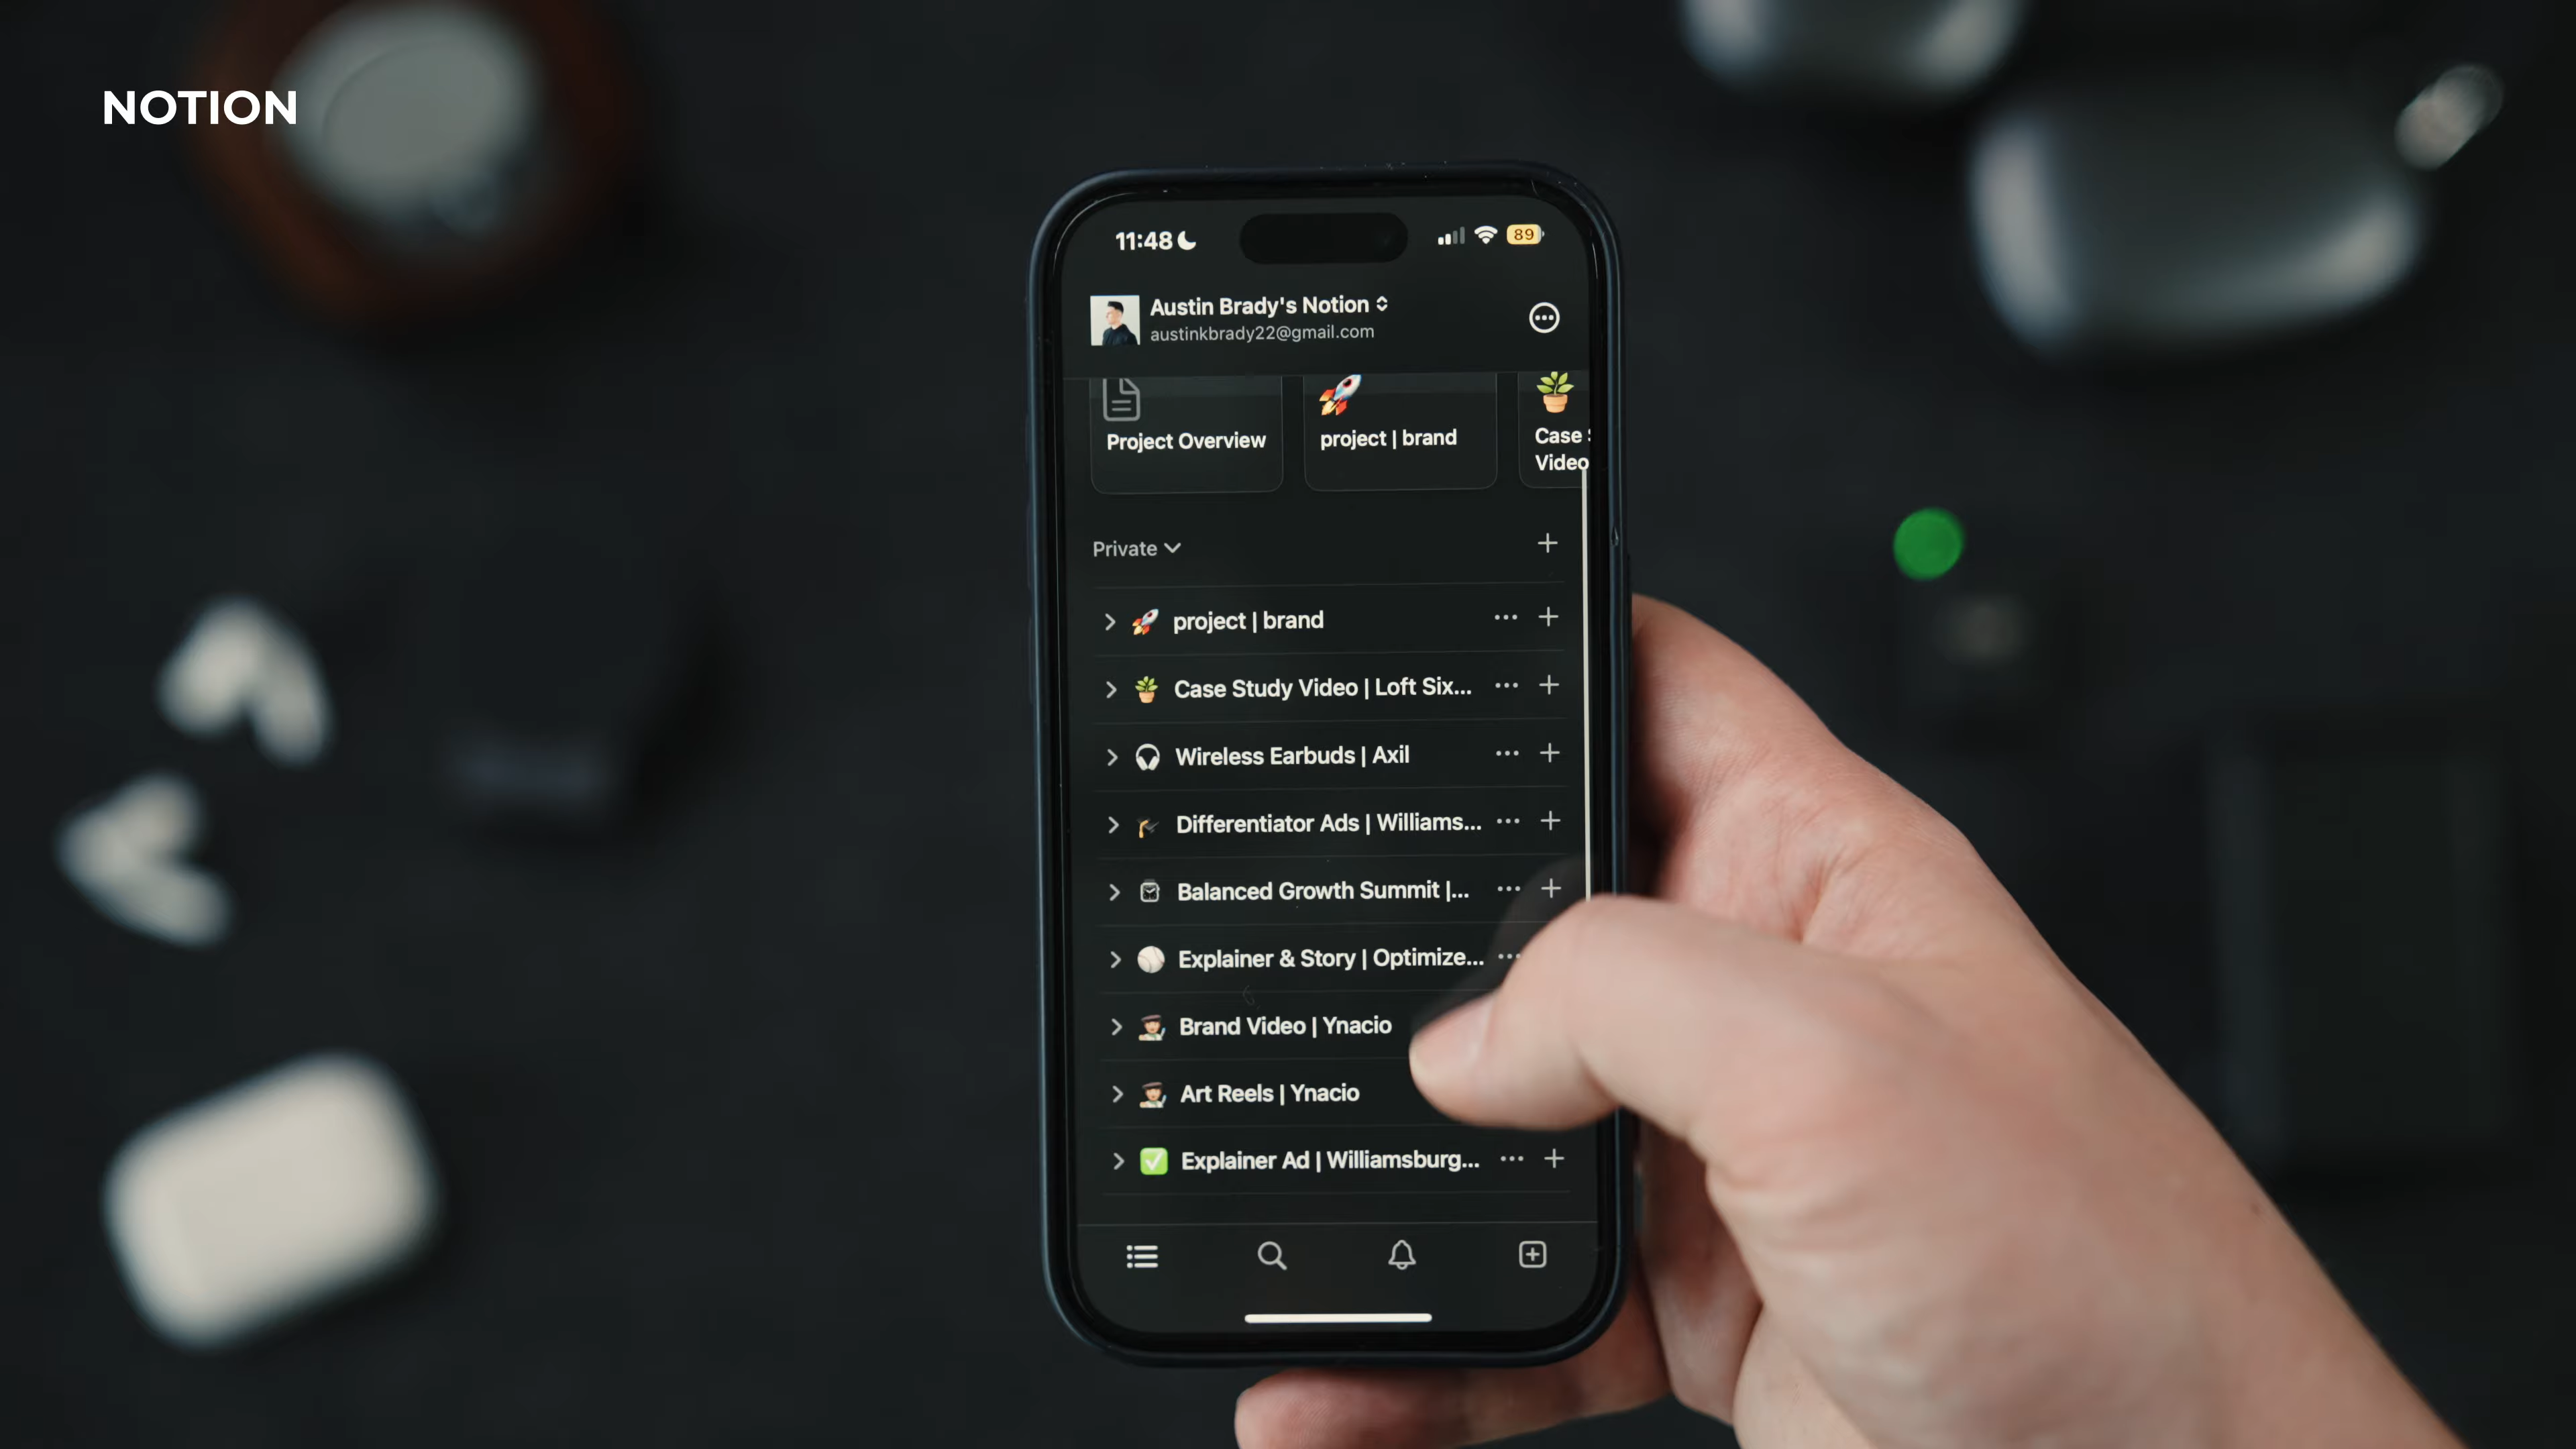 NOTION
11:48
89
Austin Brady's Notion
austinkbrady22@gmail.com
Project Overview
project | brand
Case
Video
Private
project | brand
Case Study Video | Loft Six...
Wireless Earbuds | Axil
Differentiator Ads | Williams...
Balanced Growth Summit |...
Explainer & Story | Optimize...
Brand Video | Ynacio
Art Reels | Ynacio
Explainer Ad | Williamsburg...